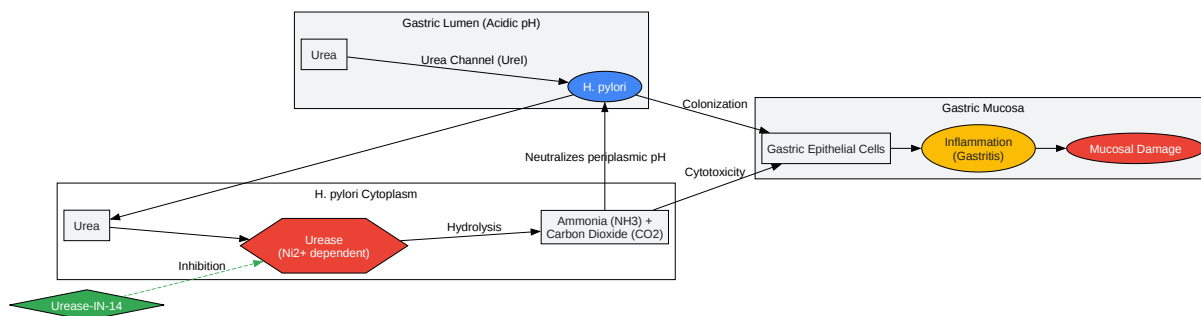 Gastric Lumen (Acidic pH)
Urea
Urea Channel (UreI)
H. pylori
Colonization
Gastric Mucosa
Gastric Epithelial Cells
Inflammation
(Gastritis)
Mucosal Damage
Neutralizes periplasmic pH
Cytotoxicity
H. pylori Cytoplasm
Urea
Urease
(Ni2+ dependent)
Hydrolysis
Ammonia (NH3) +
Carbon Dioxide (CO2)
Inhibition
Urease-IN-14